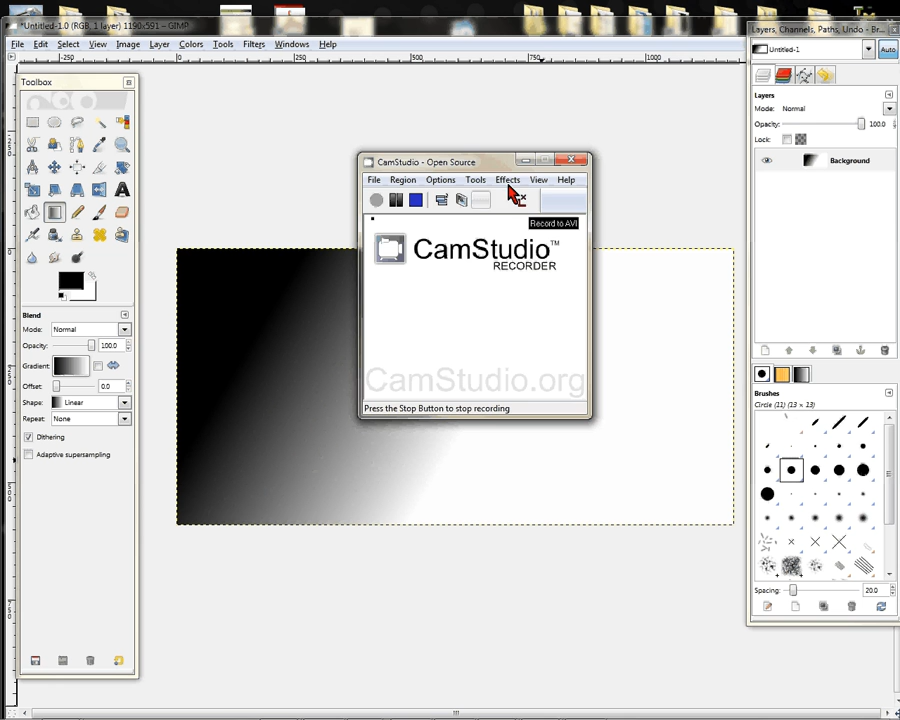 *Untitled-1.0 (RGB, 1 layer) 1190x591 – GIMP
File Edit Select View Image Layer Colors Tools Filters Windows Help
-250 0 250 500 750 1000
Toolbox
Blend
Mode: Normal
Opacity: 100.0
Gradient:
Offset: 0.0
Shape: Linear
Repeat: None
Dithering
Adaptive supersampling
CamStudio - Open Source
File Region Options Tools Effects View Help
Record to AVI
CamStudio™
RECORDER
CamStudio.org
Press the Stop Button to stop recording
Layers, Channels, Paths, Undo - Br...
Untitled-1 Auto
Layers
Mode: Normal
Opacity: 100.0
Lock:
Background
Brushes
Circle (11) (13 × 13)
Spacing: 20.0